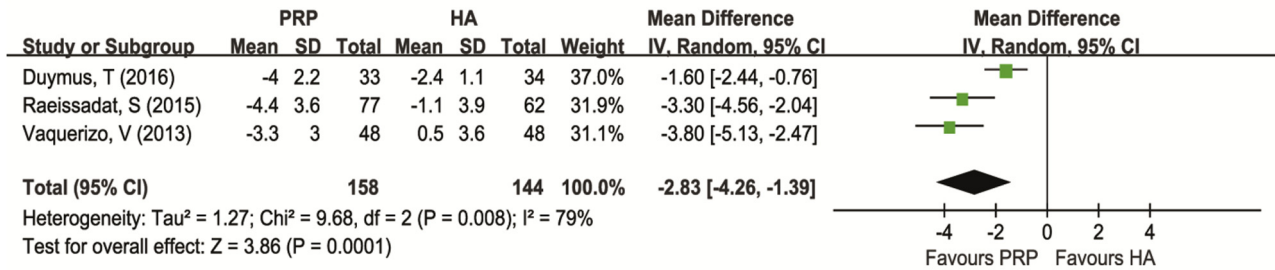 PRP HA Mean Difference Mean Difference
Study or Subgroup Mean SD Total Mean SD Total Weight IV, Random, 95% CI IV, Random, 95% CI
Duymus, T (2016) -4 2.2 33 -2.4 1.1 34 37.0% -1.60 [-2.44, -0.76]
Raeissadat, S (2015) -4.4 3.6 77 -1.1 3.9 62 31.9% -3.30 [-4.56, -2.04]
Vaquerizo, V (2013) -3.3 3 48 0.5 3.6 48 31.1% -3.80 [-5.13, -2.47]
Total (95% CI) 158 144 100.0% -2.83 [-4.26, -1.39]
Heterogeneity: Tau² = 1.27; Chi² = 9.68, df = 2 (P = 0.008); I² = 79%
Test for overall effect: Z = 3.86 (P = 0.0001)
-4 -2 0 2 4
Favours PRP Favours HA